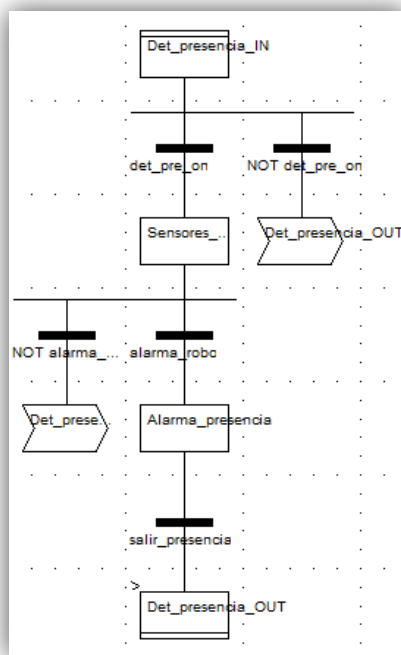 Det_presencia_IN
det_pre_on NOT det_pre_on
Sensores_... Det_presencia_OUT
NOT alarma_... alarma_robo
Det_prese... Alarma_presencia
salir_presencia
>
Det_presencia_OUT